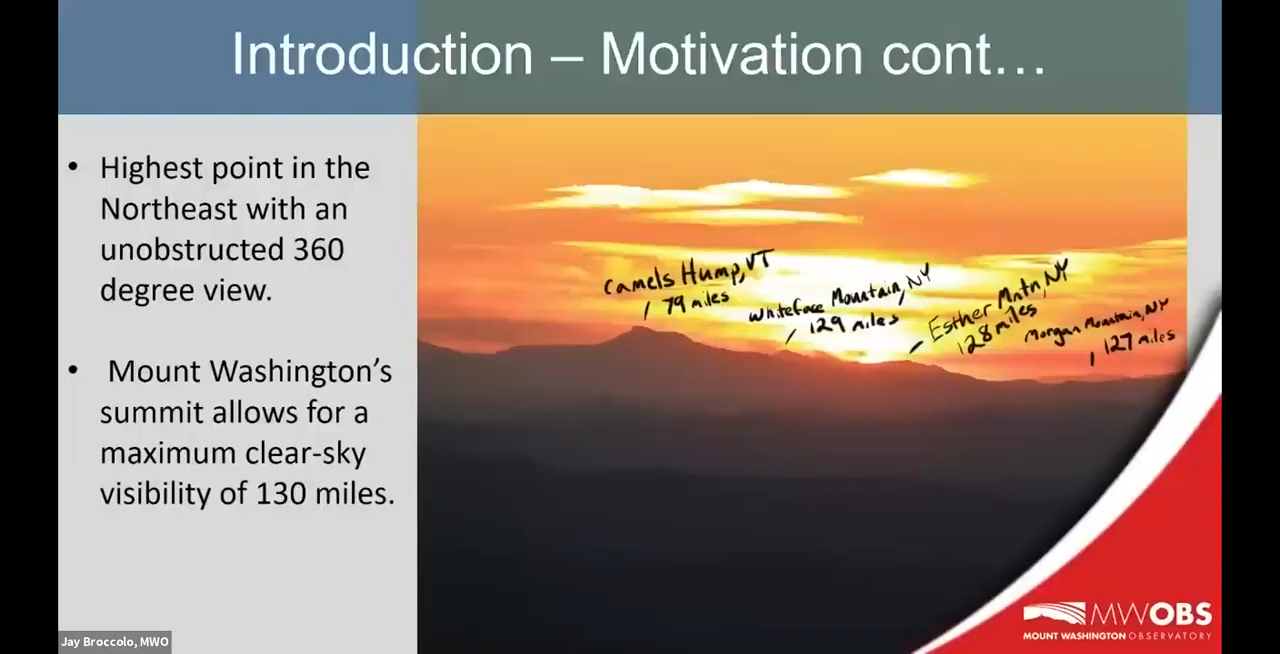 Introduction – Motivation cont…
• Highest point in the
Northeast with an
unobstructed 360
degree view.
• Mount Washington’s
summit allows for a
maximum clear-sky
visibility of 130 miles.
Camels Hump, VT
79 miles
Whiteface Mountain, NY
129 miles
Esther Mntn, NY
128 miles
Morgan Mountain, NY
127 miles
MWOBS
MOUNT WASHINGTON OBSERVATORY
Jay Broccolo, MWO